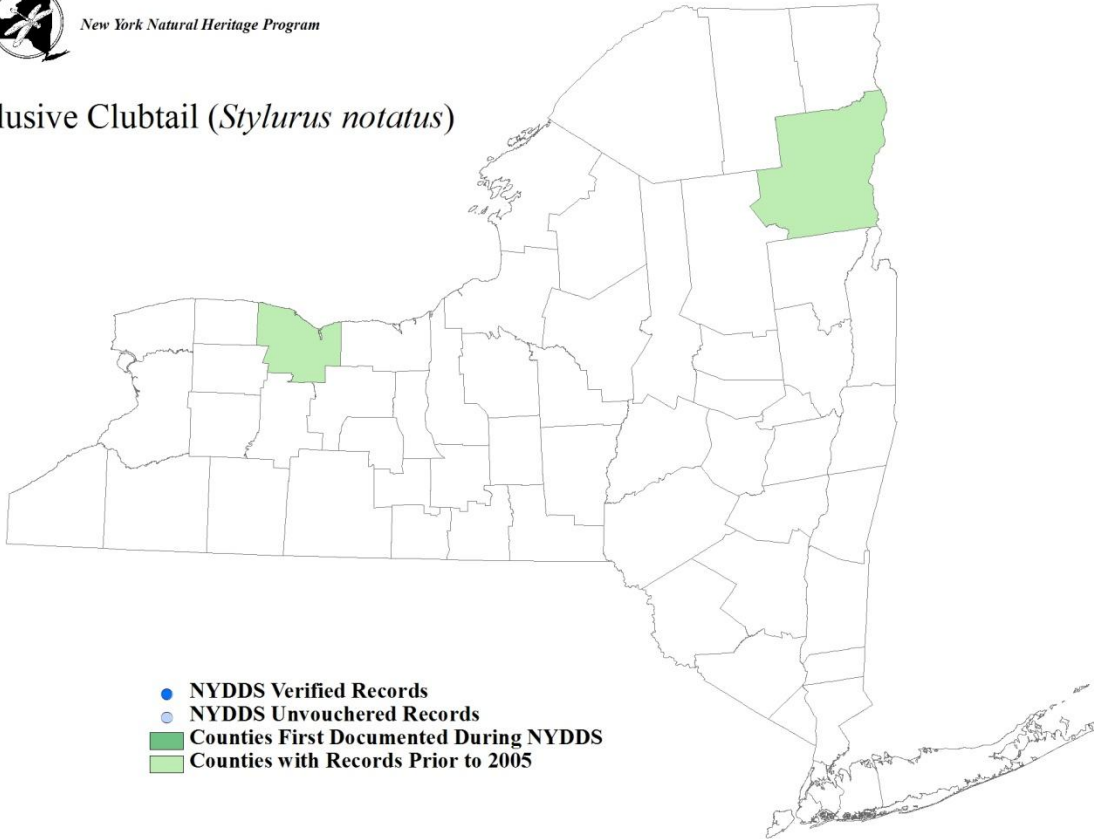 New York Natural Heritage Program
lusive Clubtail (Stylurus notatus)
NYDDS Verified Records
NYDDS Unvouchered Records
Counties First Documented During NYDDS
Counties with Records Prior to 2005